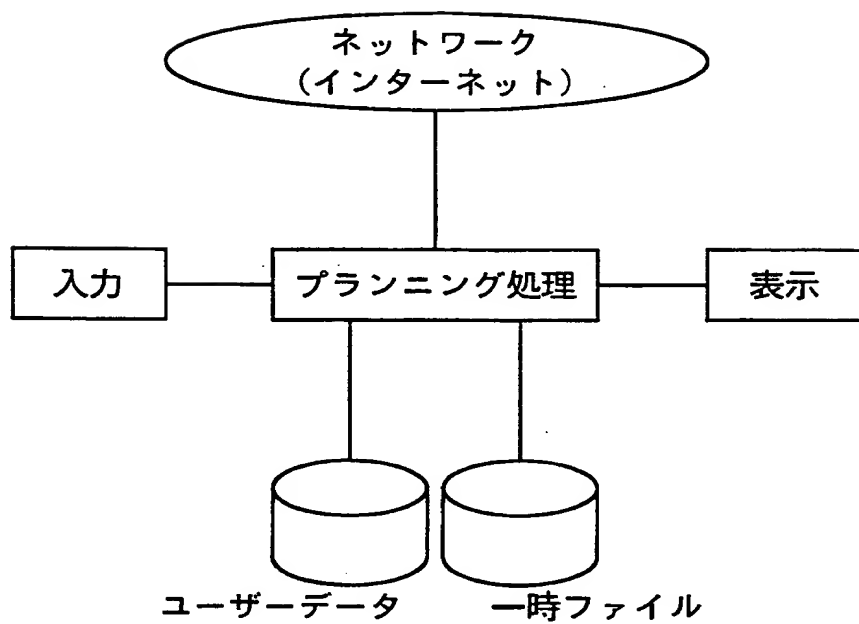 ネットワーク
(インターネット)
入力
プランニング処理
表示
ユーザーデータ
一時ファイル